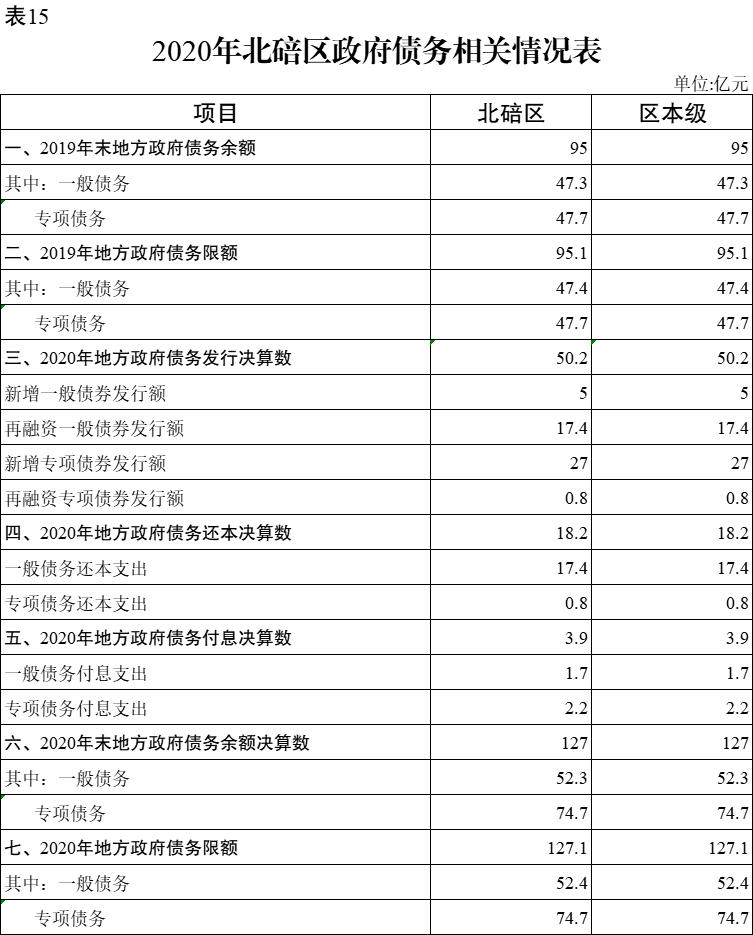 表15
2020年北碚区政府债务相关情况表
单位:亿元
项目 北碚区 区本级
一、2019年末地方政府债务余额 95 95
其中：一般债务 47.3 47.3
专项债务 47.7 47.7
二、2019年地方政府债务限额 95.1 95.1
其中：一般债务 47.4 47.4
专项债务 47.7 47.7
三、2020年地方政府债务发行决算数 50.2 50.2
新增一般债券发行额 5 5
再融资一般债券发行额 17.4 17.4
新增专项债券发行额 27 27
再融资专项债券发行额 0.8 0.8
四、2020年地方政府债务还本决算数 18.2 18.2
一般债务还本支出 17.4 17.4
专项债务还本支出 0.8 0.8
五、2020年地方政府债务付息决算数 3.9 3.9
一般债务付息支出 1.7 1.7
专项债务付息支出 2.2 2.2
六、2020年末地方政府债务余额决算数 127 127
其中：一般债务 52.3 52.3
专项债务 74.7 74.7
七、2020年地方政府债务限额 127.1 127.1
其中：一般债务 52.4 52.4
专项债务 74.7 74.7